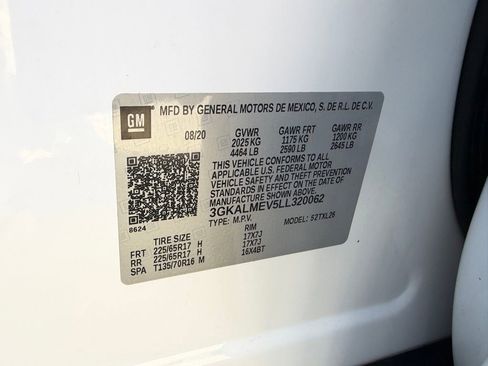 MFD BY GENERAL MOTORS DE MEXICO, S. DE R.L. DE C.V.
GM
08/20 GVWR GAWR FRT GAWR RR
2025 KG 1175 KG 1200 KG
4464 LB 2590 LB 2645 LB
THIS VEHICLE CONFORMS TO ALL
APPLICABLE U.S. FEDERAL MOTOR
VEHICLE SAFETY AND THEFT PREVENTION
STANDARDS IN EFFECT ON THE DATE OF
MANUFACTURE SHOWN ABOVE.
3GKALMEV5LL320062
TYPE: M.P.V. MODEL: 52TXL26
8624
TIRE SIZE RIM
FRT 225/65R17 H 17X7J
RR 225/65R17 H 17X7J
SPA T135/70R16 M 16X4BT